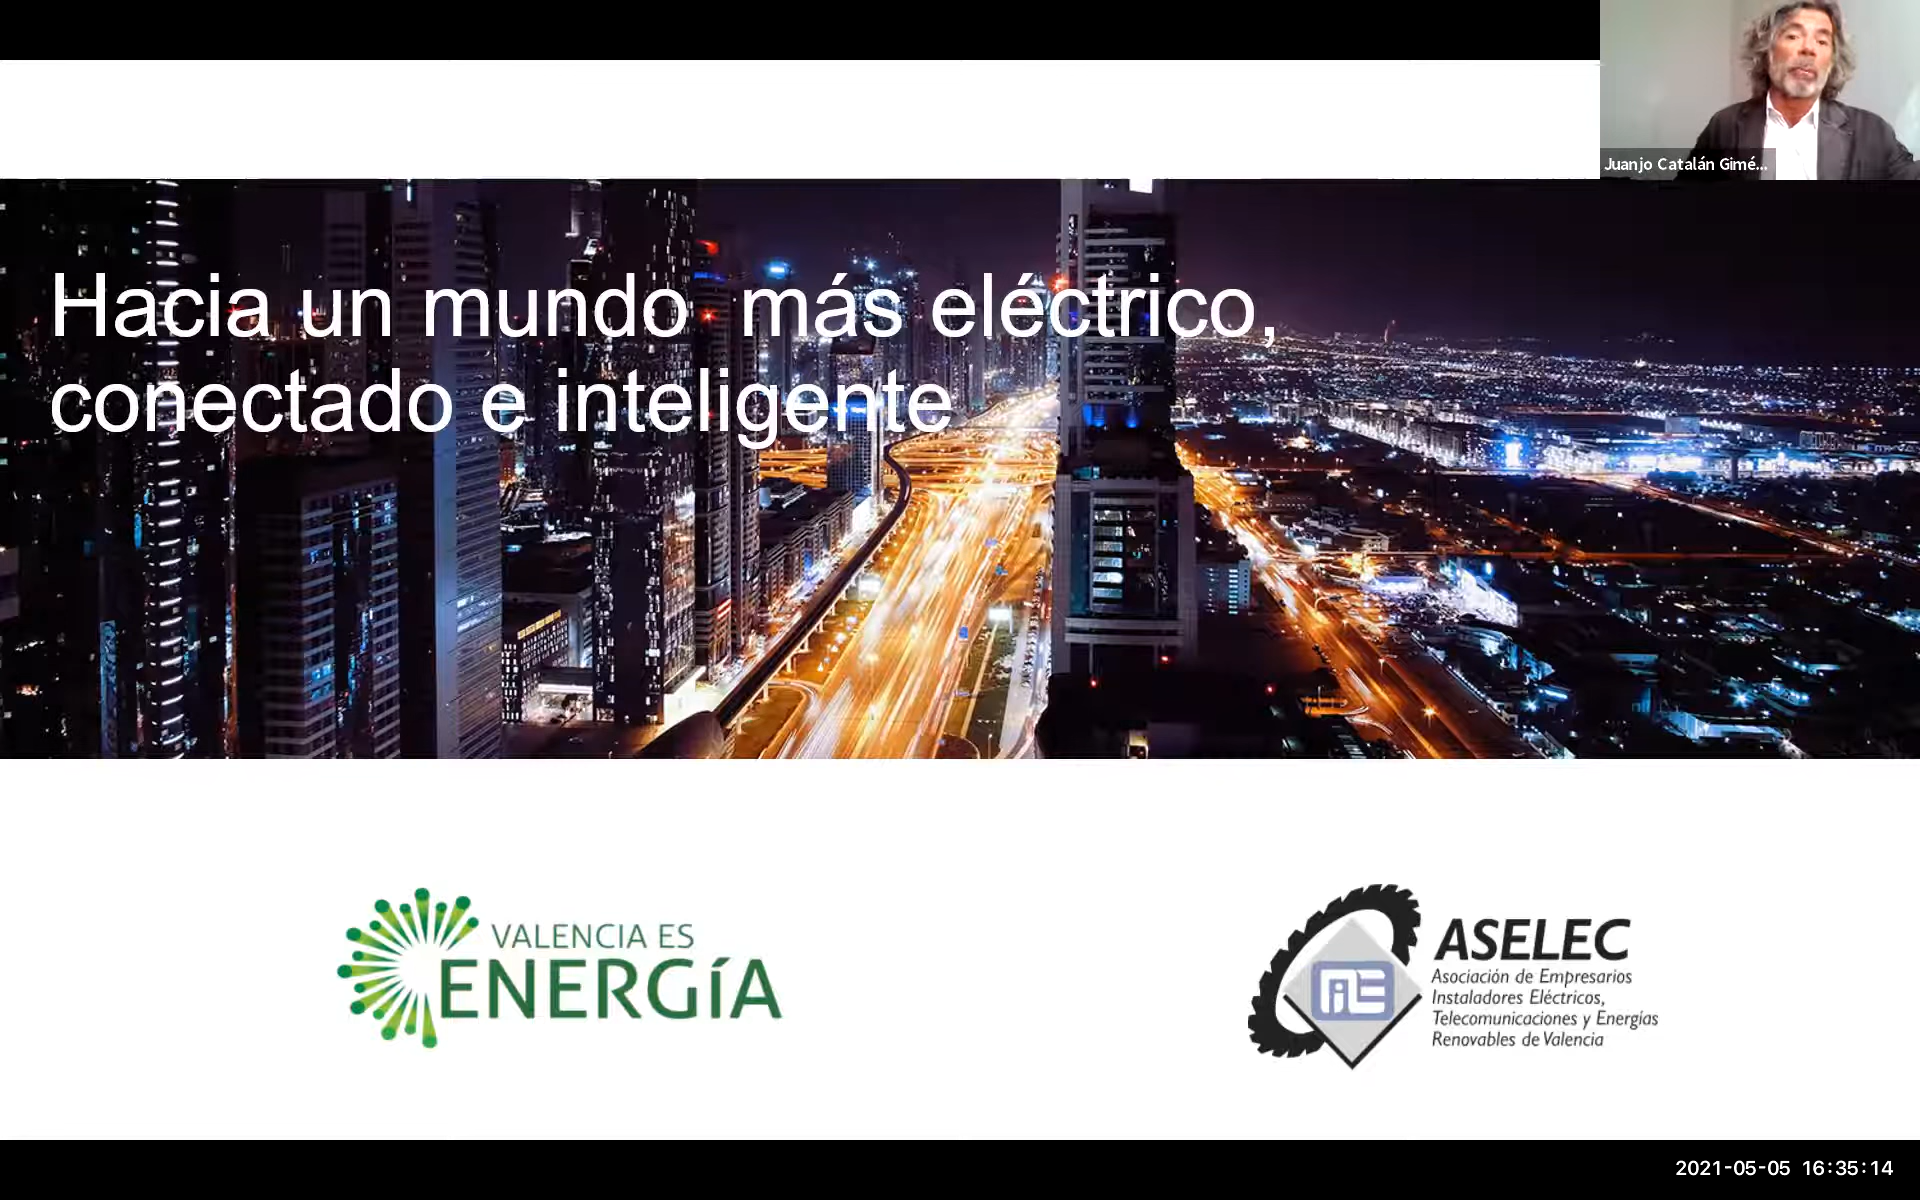 Juanjo Catalán Gimé...
Hacia un mundo  más eléctrico,
conectado e inteligente
VALENCIA ES
ENERGíA
ASELEC
Asociación de Empresarios
Instaladores Eléctricos,
Telecomunicaciones y Energías
Renovables de Valencia
2021-05-05 16:35:14